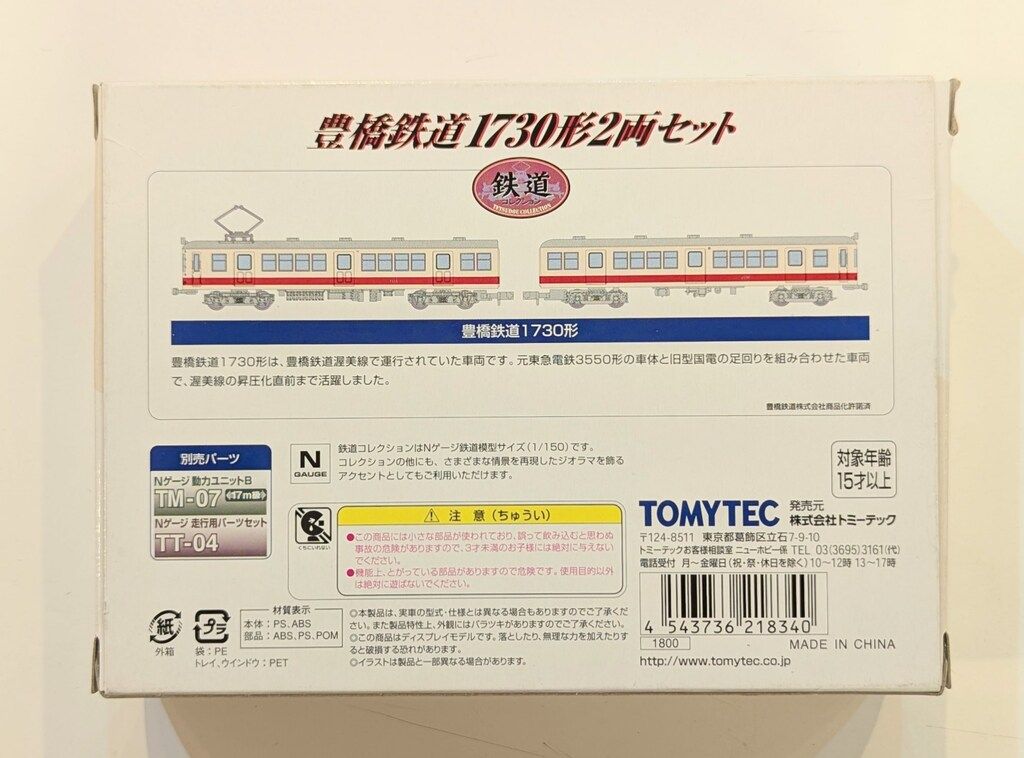 豊橋鉄道1730形2両セット
鉄道
コレクション
TETSUDOU COLLECTION
豊橋鉄道1730形
豊橋鉄道1730形は、豊橋鉄道渥美線で運行されていた車両です。元東急電鉄3550形の車体と旧型国電の足回りを組み合わせた車両
で、渥美線の昇圧化直前まで活躍しました。
豊橋鉄道株式会社商品化許諾済
別売パーツ
Nゲージ 動力ユニットB
TM-07 17m級
Nゲージ 走行用パーツセット
TT-04
N
GAUGE
鉄道コレクションはNゲージ鉄道模型サイズ(1/150)です。
コレクションの他にも、さまざまな情景を再現したジオラマを飾る
アクセントとしてもご利用いただけます。
対象年齢
15才以上
くちにいれない
注意(ちゅうい)
●この商品には小さな部品が使われており、誤って飲み込むと思わぬ
事故の危険がありますので、3才未満のお子様には絶対に与えない
でください。
●機能上、とがっている部品がありますので危険です。使用目的以外
は絶対に遊ばないでください。
TOMYTEC 発売元
株式会社トミーテック
〒124-8511 東京都葛飾区立石7-9-10
トミーテックお客様相談室 ニューホビー係 TEL 03(3695)3161(代)
電話受付 月〜金曜日(祝・祭・休日を除く)10〜12時 13〜17時
紙
外箱
プラ
袋:PE
トレイ、ウインドウ:PET
材質表示
本体:PS、ABS
部品:ABS、PS、POM
◎本製品は、実車の型式・仕様とは異なる場合もありますのでご了承くだ
さい。また製品特性上、外観にはバラツキがありますのでご了承ください。
◎この商品はディスプレイモデルです。落としたり、無理な力を加えたりす
ると破損する恐れがあります。
◎イラストは製品と一部異なる場合があります。
4 543736 218340
1800
MADE IN CHINA
http://www.tomytec.co.jp